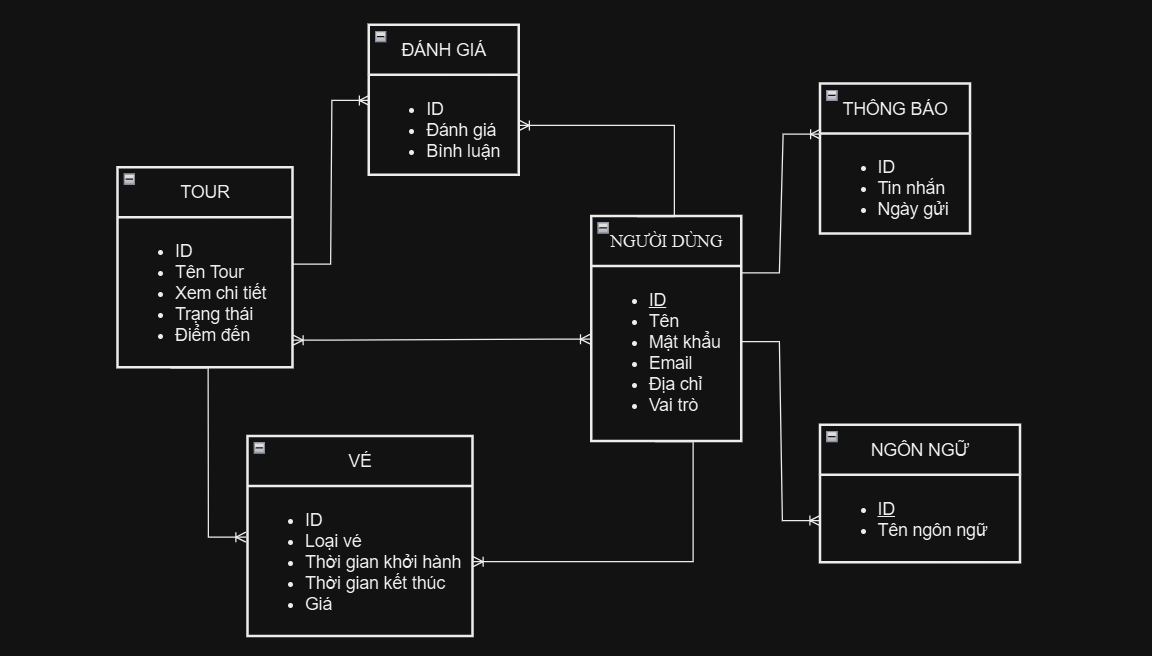 ĐÁNH GIÁ
ID
Đánh giá
Bình luận
THÔNG BÁO
ID
Tin nhắn
Ngày gửi
TOUR
ID
Tên Tour
Xem chi tiết
Trạng thái
Điểm đến
NGƯỜI DÙNG
ID
Tên
Mật khẩu
Email
Địa chỉ
Vai trò
VÉ
ID
Loại vé
Thời gian khởi hành
Thời gian kết thúc
Giá
NGÔN NGỮ
ID
Tên ngôn ngữ